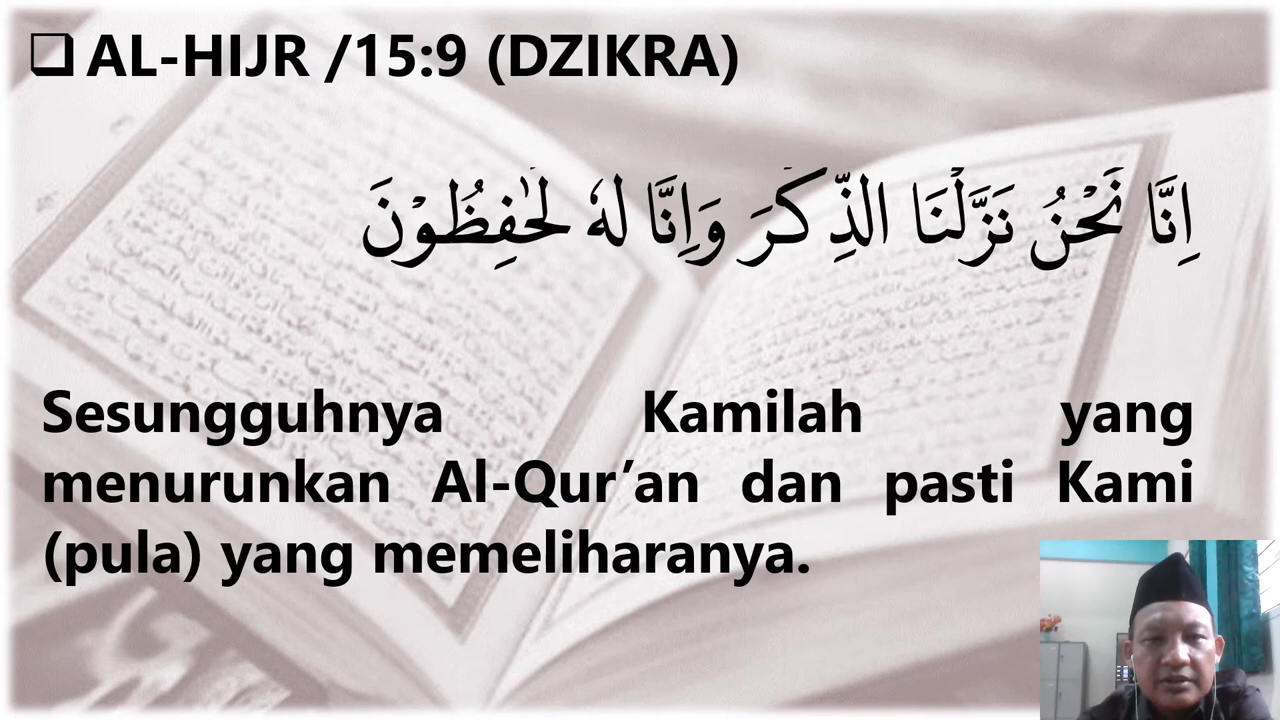 AL-HIJR /15:9 (DZIKRA)
اِنَّا نَحْنُ نَزَّلْنَا الذِّكْرَ وَاِنَّا لَهٗ لَحٰفِظُوْنَ
Sesungguhnya Kamilah yang
menurunkan Al-Qur’an dan pasti Kami
(pula) yang memeliharanya.